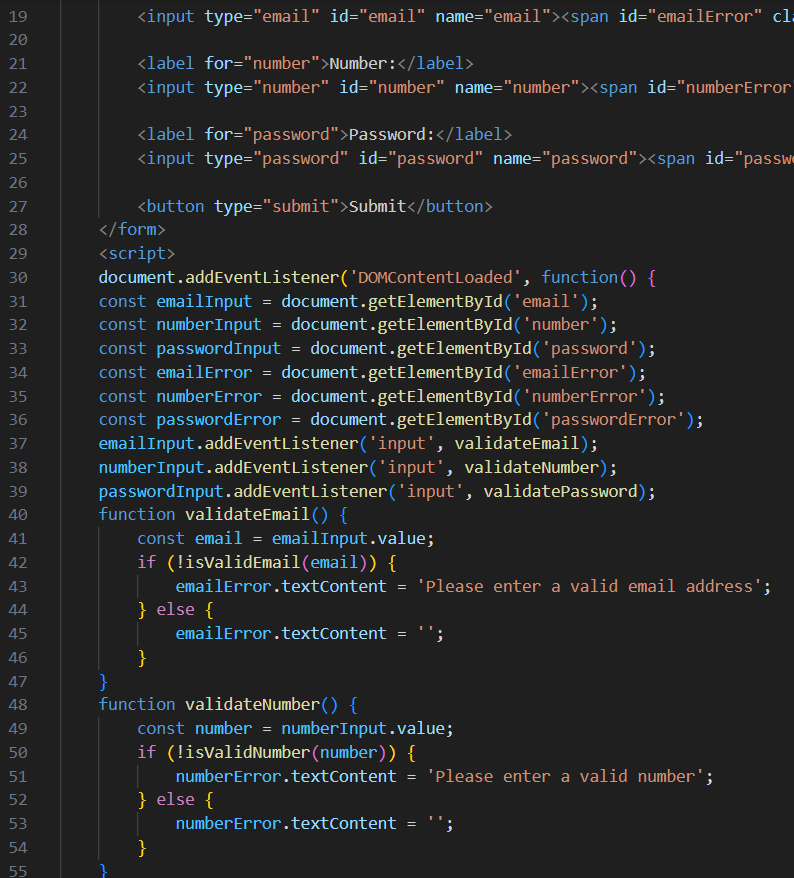 19 <input type="email" id="email" name="email"><span id="emailError"
20
21 <label for="number">Number:</label>
22 <input type="number" id="number" name="number"><span id="numberError"
23
24 <label for="password">Password:</label>
25 <input type="password" id="password" name="password"><span
26
27 <button type="submit">Submit</button>
28 </form>
29 <script>
30 document.addEventListener('DOMContentLoaded', function() {
31 const emailInput = document.getElementById('email');
32 const numberInput = document.getElementById('number');
33 const passwordInput = document.getElementById('password');
34 const emailError = document.getElementById('emailError');
35 const numberError = document.getElementById('numberError');
36 const passwordError = document.getElementById('passwordError');
37 emailInput.addEventListener('input', validateEmail);
38 numberInput.addEventListener('input', validateNumber);
39 passwordInput.addEventListener('input', validatePassword);
40 function validateEmail() {
41 const email = emailInput.value;
42 if (!isValidEmail(email)) {
43 emailError.textContent = 'Please enter a valid email address';
44 } else {
45 emailError.textContent = '';
46 }
47 }
48 function validateNumber() {
49 const number = numberInput.value;
50 if (!isValidNumber(number)) {
51 numberError.textContent = 'Please enter a valid number';
52 } else {
53 numberError.textContent = '';
54 }
55 }